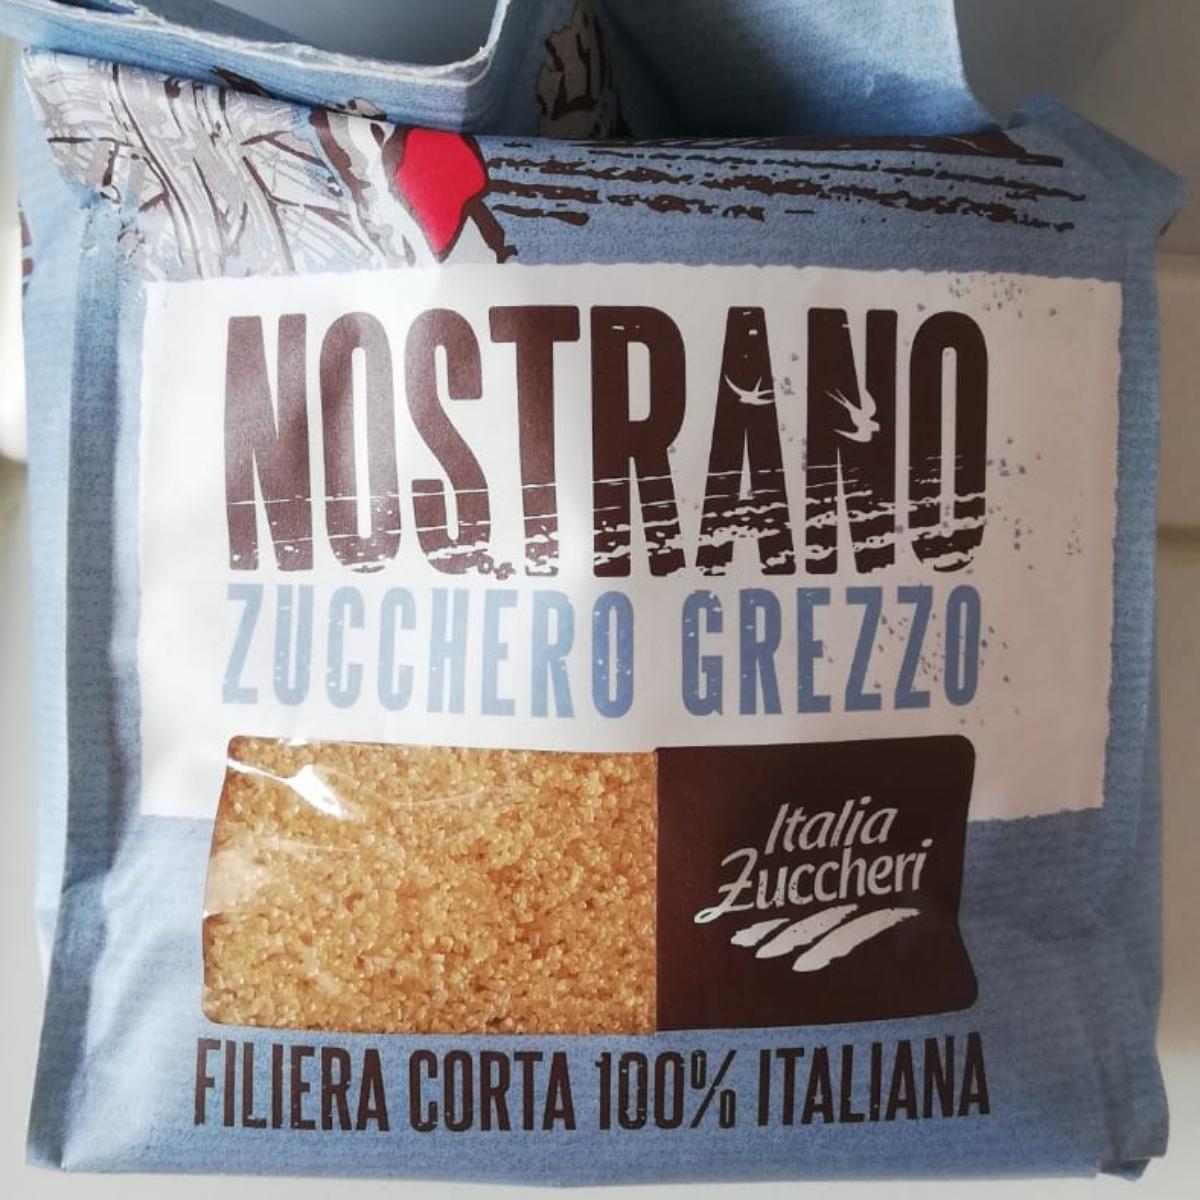 NOSTRANO
ZUCCHERO GREZZO
Italia
Zuccheri
FILIERA CORTA 100% ITALIANA